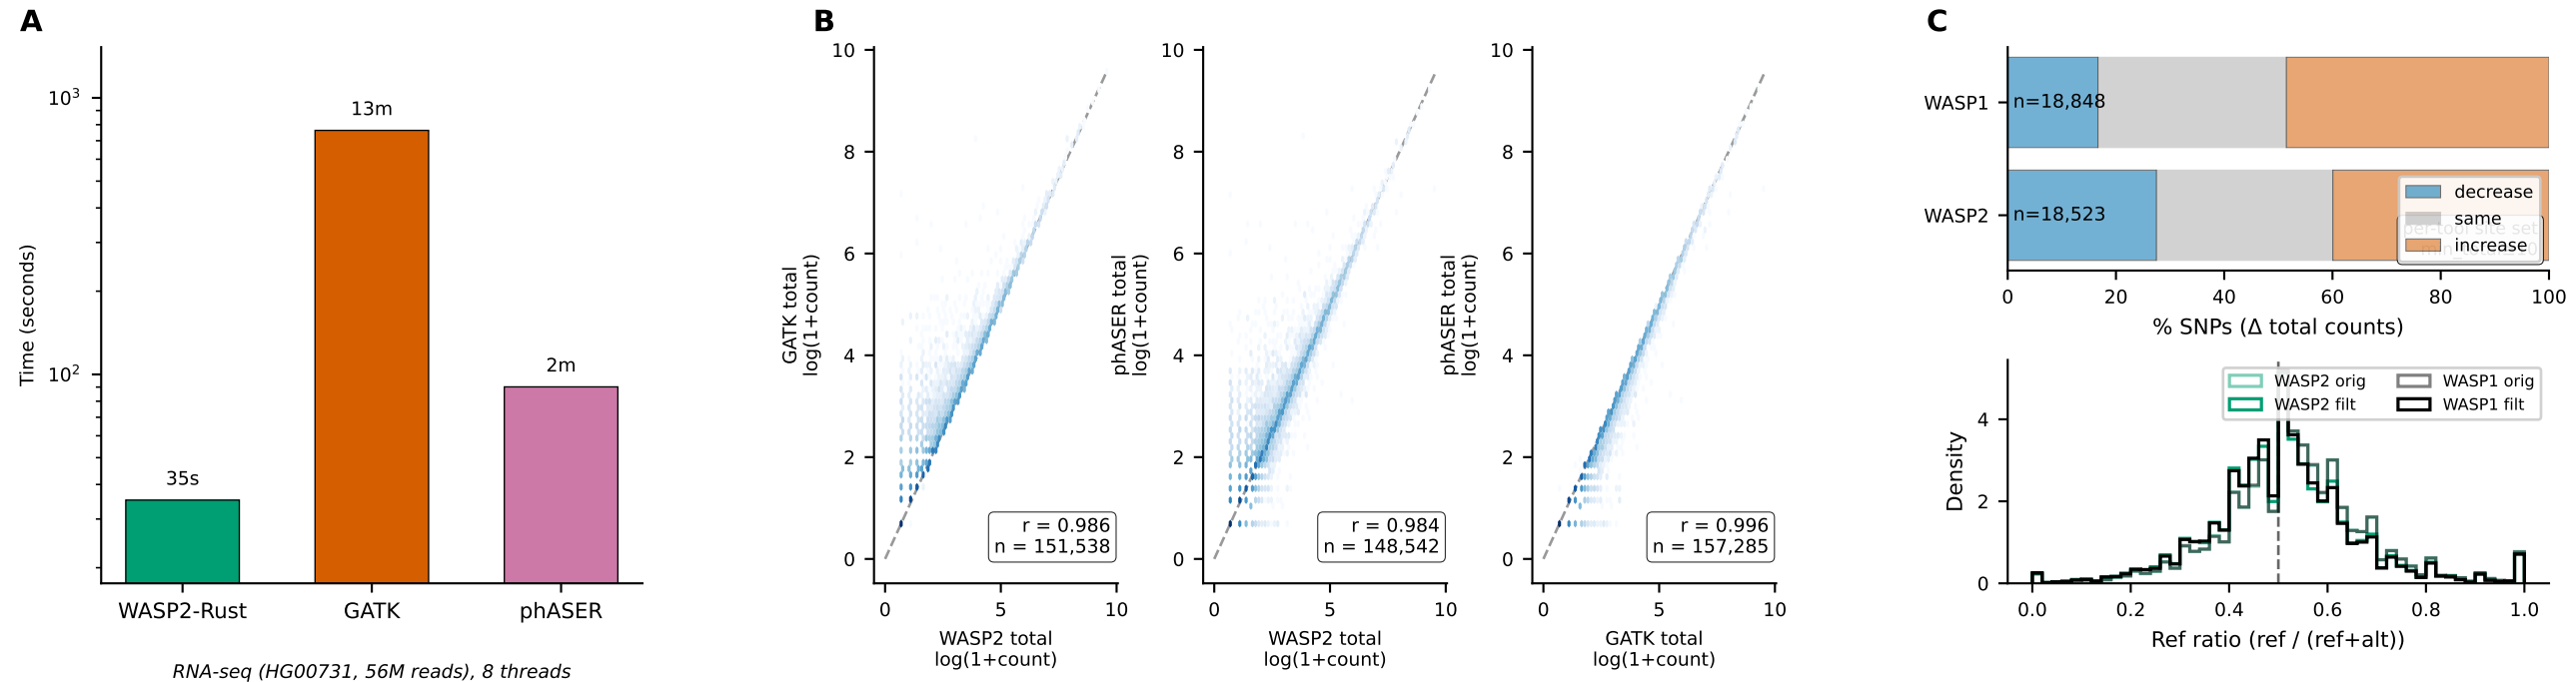 A
Time (seconds)
10³
10²
35s
13m
2m
WASP2-Rust
GATK
phASER
RNA-seq (HG00731, 56M reads), 8 threads
B
GATK total
log(1+count)
10
8
6
4
2
0
r = 0.986
n = 151,538
0
5
10
WASP2 total
log(1+count)
phASER total
log(1+count)
10
8
6
4
2
0
r = 0.984
n = 148,542
0
5
10
WASP2 total
log(1+count)
phASER total
log(1+count)
10
8
6
4
2
0
r = 0.996
n = 157,285
0
5
10
GATK total
log(1+count)
C
WASP1
n=18,848
WASP2
n=18,523
decrease
same
per-tool site set
increase
0
20
40
60
80
100
% SNPs (Δ total counts)
Density
4
2
0
WASP2 orig
WASP2 filt
WASP1 orig
WASP1 filt
0.0
0.2
0.4
0.6
0.8
1.0
Ref ratio (ref / (ref+alt))